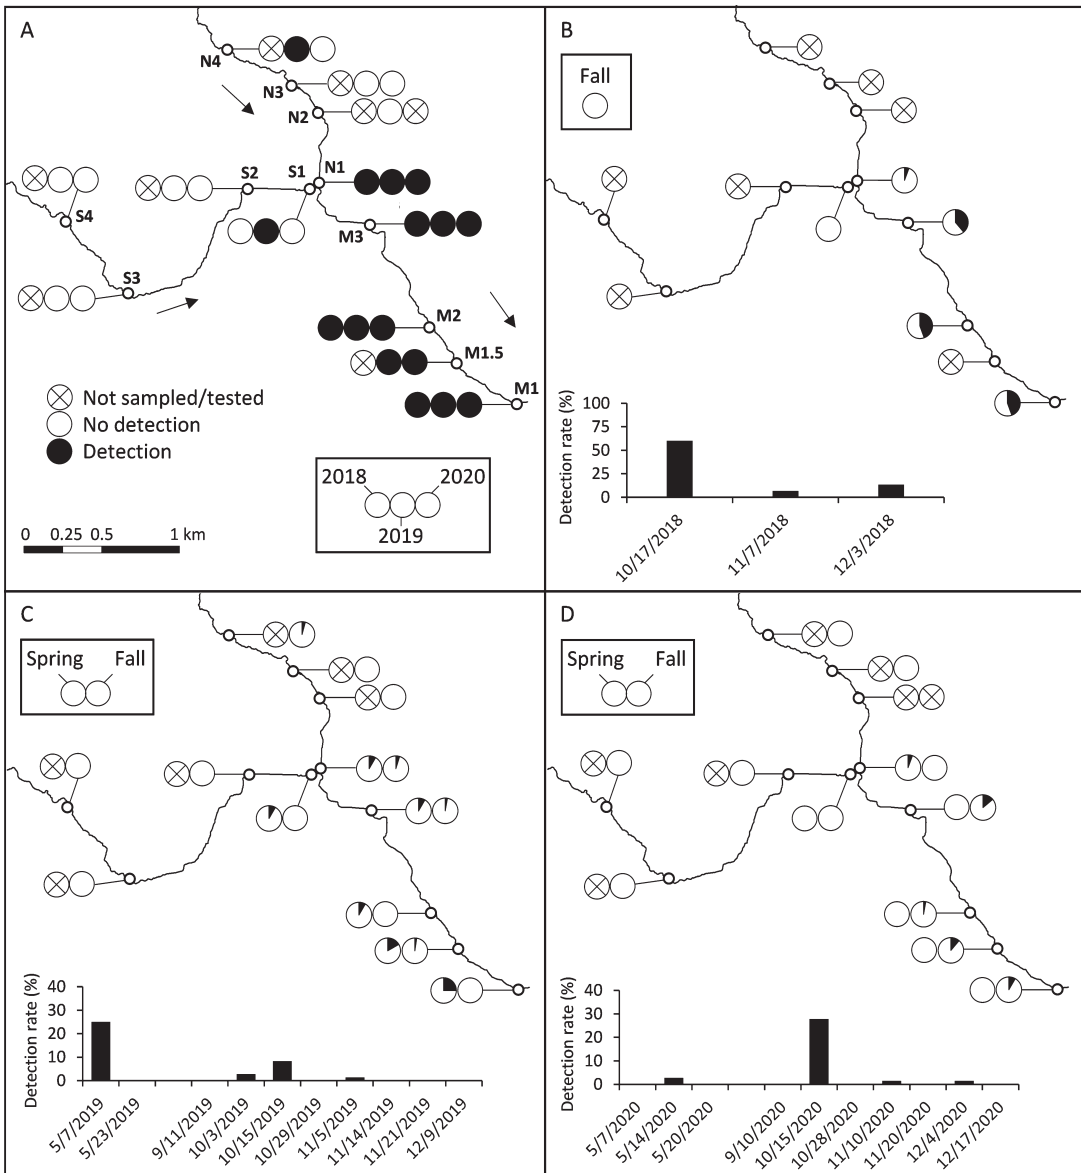 A
N4
N3
N2
S2
S1
N1
S4
M3
S3
M2
M1.5
M1
Not sampled/tested
No detection
Detection
2018
2020
2019
0 0.25 0.5 1 km
B
Fall
Detection rate (%)
100
75
50
25
0
10/17/2018
11/7/2018
12/3/2018
C
Spring Fall
Detection rate (%)
40
30
20
10
0
5/7/2019
5/23/2019
9/11/2019
10/3/2019
10/15/2019
10/29/2019
11/5/2019
11/14/2019
11/21/2019
12/9/2019
D
Spring Fall
Detection rate (%)
40
30
20
10
0
5/7/2020
5/14/2020
5/20/2020
9/10/2020
10/15/2020
10/28/2020
11/10/2020
11/20/2020
12/4/2020
12/17/2020